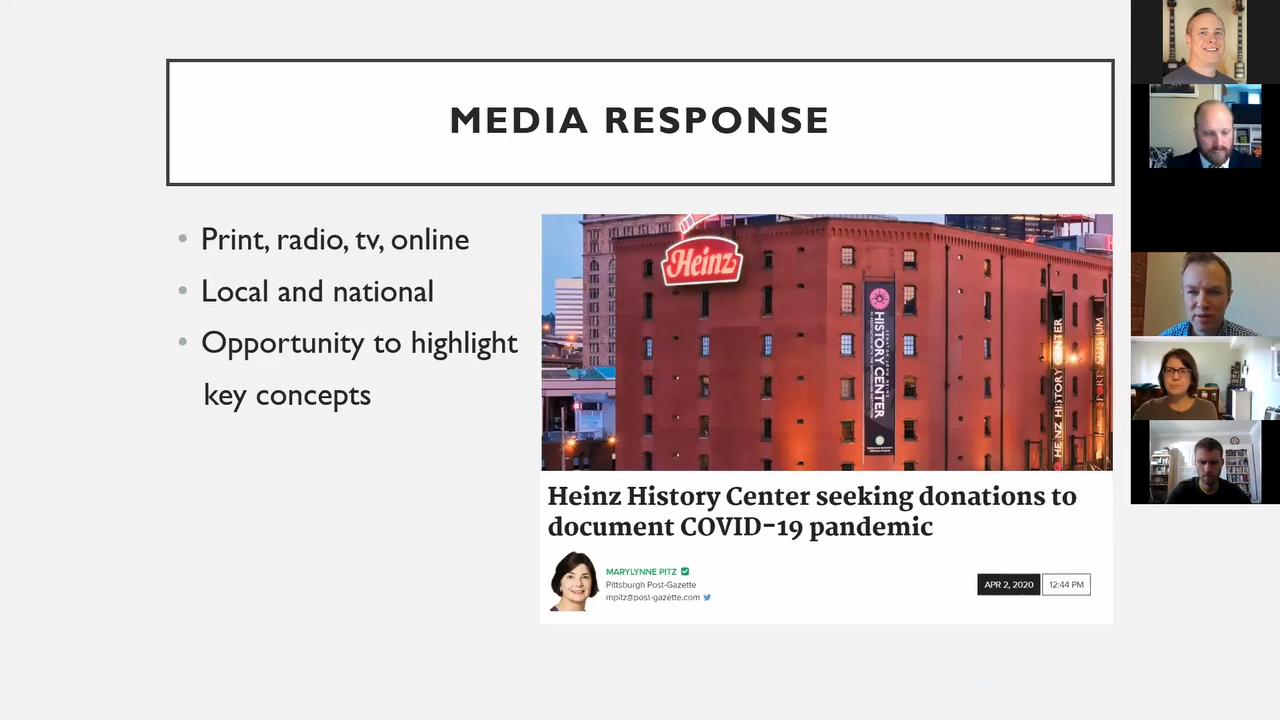 MEDIA RESPONSE
• Print, radio, tv, online
• Local and national
• Opportunity to highlight
key concepts
Heinz
HISTORY CENTER
HEINZ HISTORY CENTER
SPORTS MUSEUM
Heinz History Center seeking donations to
document COVID-19 pandemic
MARYLYNNE PITZ
Pittsburgh Post-Gazette
mpitz@post-gazette.com
APR 2, 2020 12:44 PM